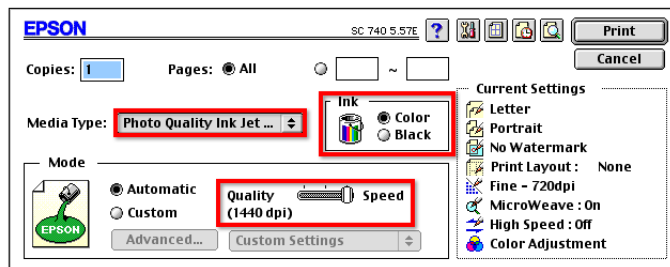 EPSON SC 740 5.57E ? Print
Cancel
Copies: 1 Pages: All ~
Media Type: Photo Quality Ink Jet ...
Ink
Color
Black
Mode
Automatic
Custom
Quality Speed
(1440 dpi)
Advanced... Custom Settings
EPSON
Current Settings
Letter
Portrait
No Watermark
Print Layout : None
Fine - 720dpi
MicroWeave : On
High Speed : Off
Color Adjustment